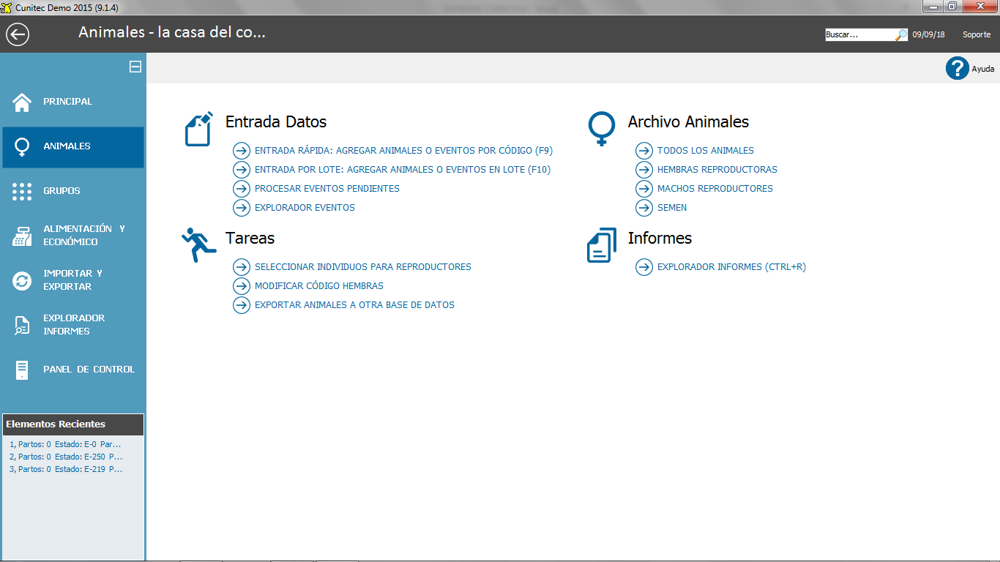 Cunitec Demo 2015 (9.1.4)
Animales - la casa del co...
Buscar...
09/09/18
Soporte
Ayuda
PRINCIPAL
ANIMALES
GRUPOS
ALIMENTACIÓN Y
ECONÓMICO
IMPORTAR Y
EXPORTAR
EXPLORADOR
INFORMES
PANEL DE CONTROL
Elementos Recientes
1, Partos: 0 Estado: E-0 Par...
2, Partos: 0 Estado: E-250 P...
3, Partos: 0 Estado: E-219 P...
Entrada Datos
ENTRADA RÁPIDA: AGREGAR ANIMALES O EVENTOS POR CÓDIGO (F9)
ENTRADA POR LOTE: AGREGAR ANIMALES O EVENTOS EN LOTE (F10)
PROCESAR EVENTOS PENDIENTES
EXPLORADOR EVENTOS
Tareas
SELECCIONAR INDIVIDUOS PARA REPRODUCTORES
MODIFICAR CÓDIGO HEMBRAS
EXPORTAR ANIMALES A OTRA BASE DE DATOS
Archivo Animales
TODOS LOS ANIMALES
HEMBRAS REPRODUCTORAS
MACHOS REPRODUCTORES
SEMEN
Informes
EXPLORADOR INFORMES (CTRL+R)